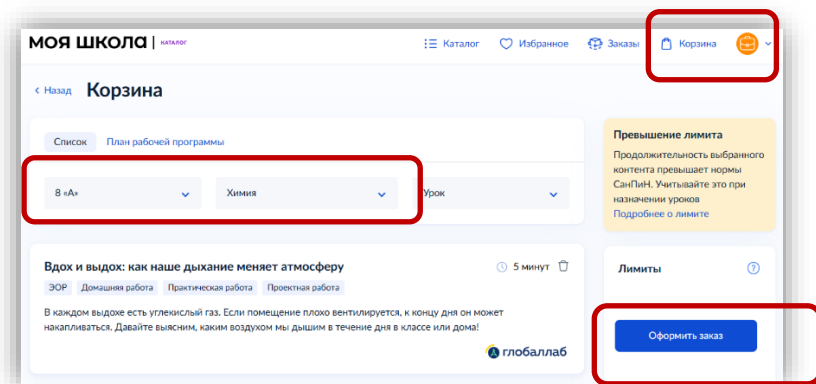 МОЯ ШКОЛА | КАТАЛОГ
Каталог Избранное Заказы Корзина
< Назад Корзина
Список План рабочей программы
8 «А» Химия Урок
Вдох и выдох: как наше дыхание меняет атмосферу 5 минут
ЭОР Домашняя работа Практическая работа Проектная работа
В каждом выдохе есть углекислый газ. Если помещение плохо вентилируется, к концу дня он может
накапливаться. Давайте выясним, каким воздухом мы дышим в течение дня в классе или дома!
глобаллаб
Превышение лимита
Продолжительность выбранного
контента превышает нормы
СанПиН. Учитывайте это при
назначении уроков
Подробнее о лимите
Лимиты ?
Оформить заказ